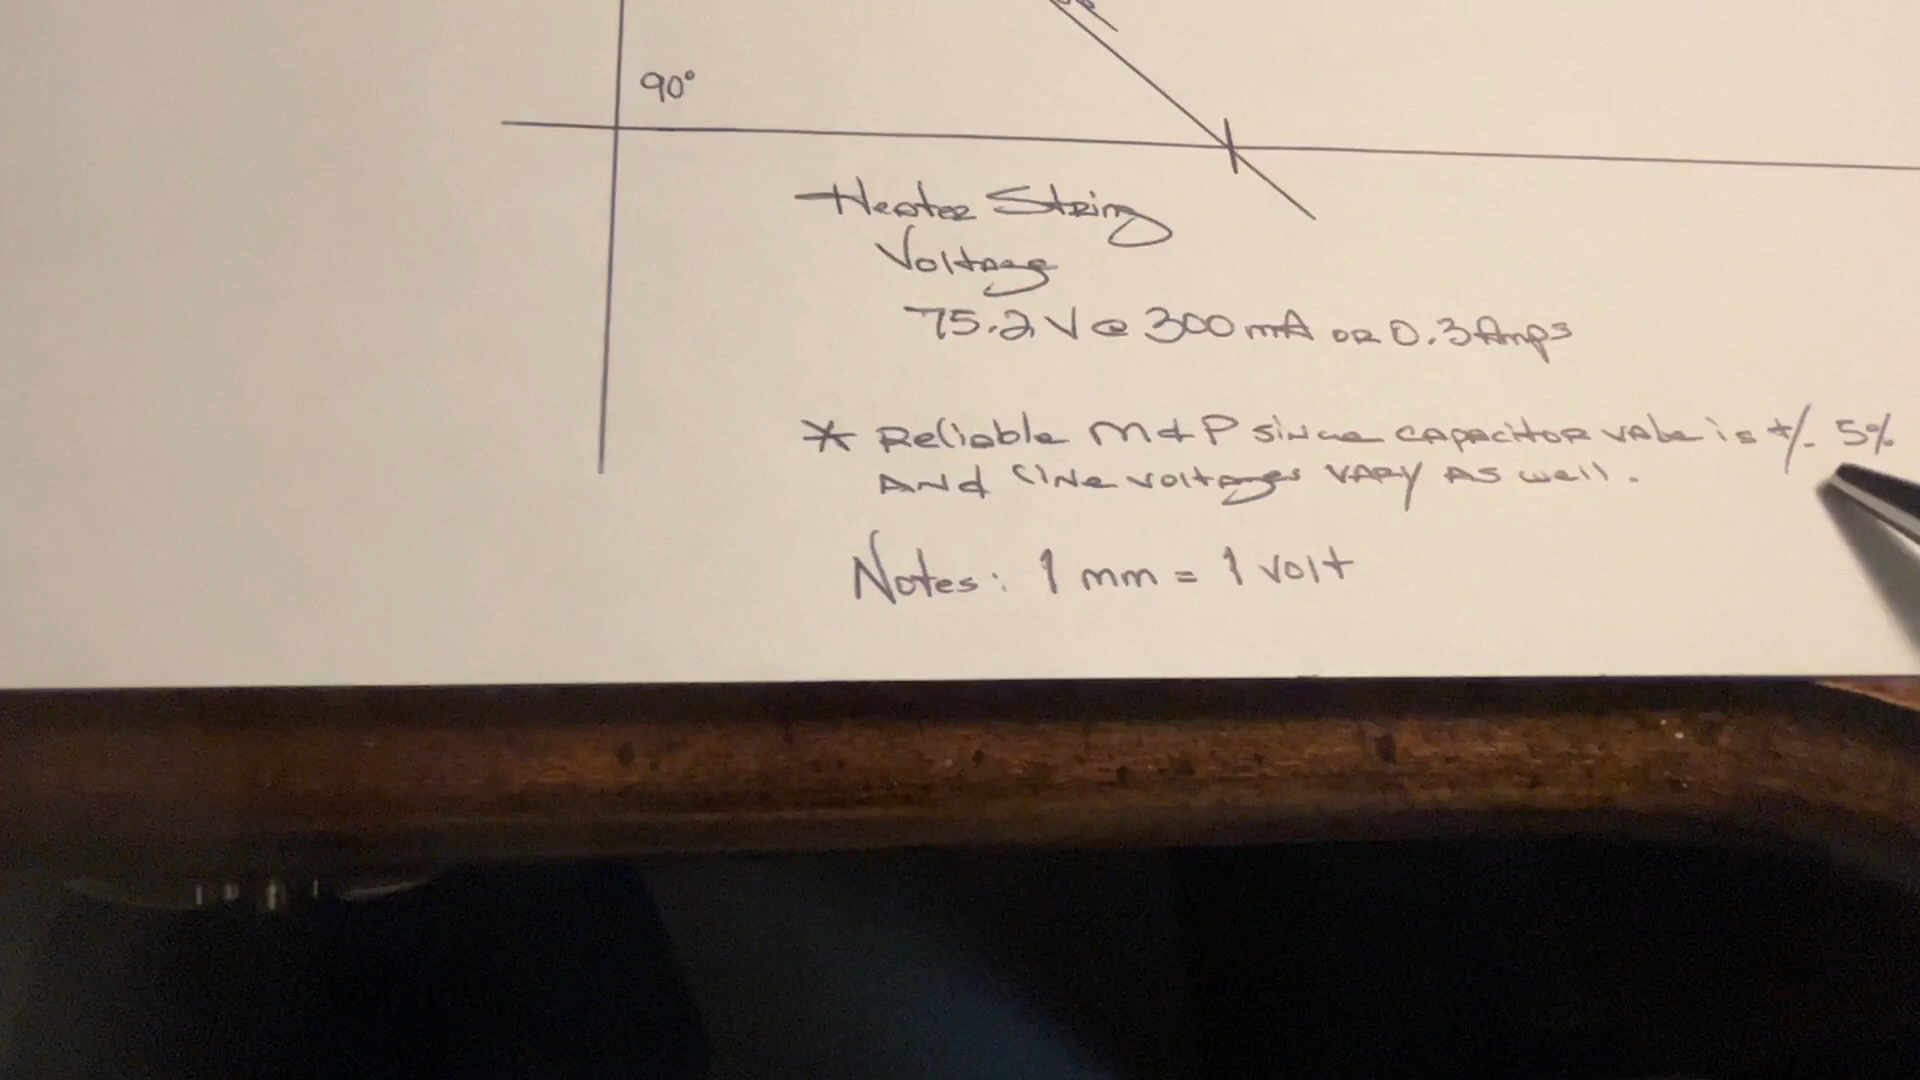 90°
Heater String
Voltage
75.2 V @ 300 mA or 0.3 Amps
* Reliable M & P since capacitor value is +/- 5%
And line voltages vary as well.
Notes: 1 mm = 1 volt